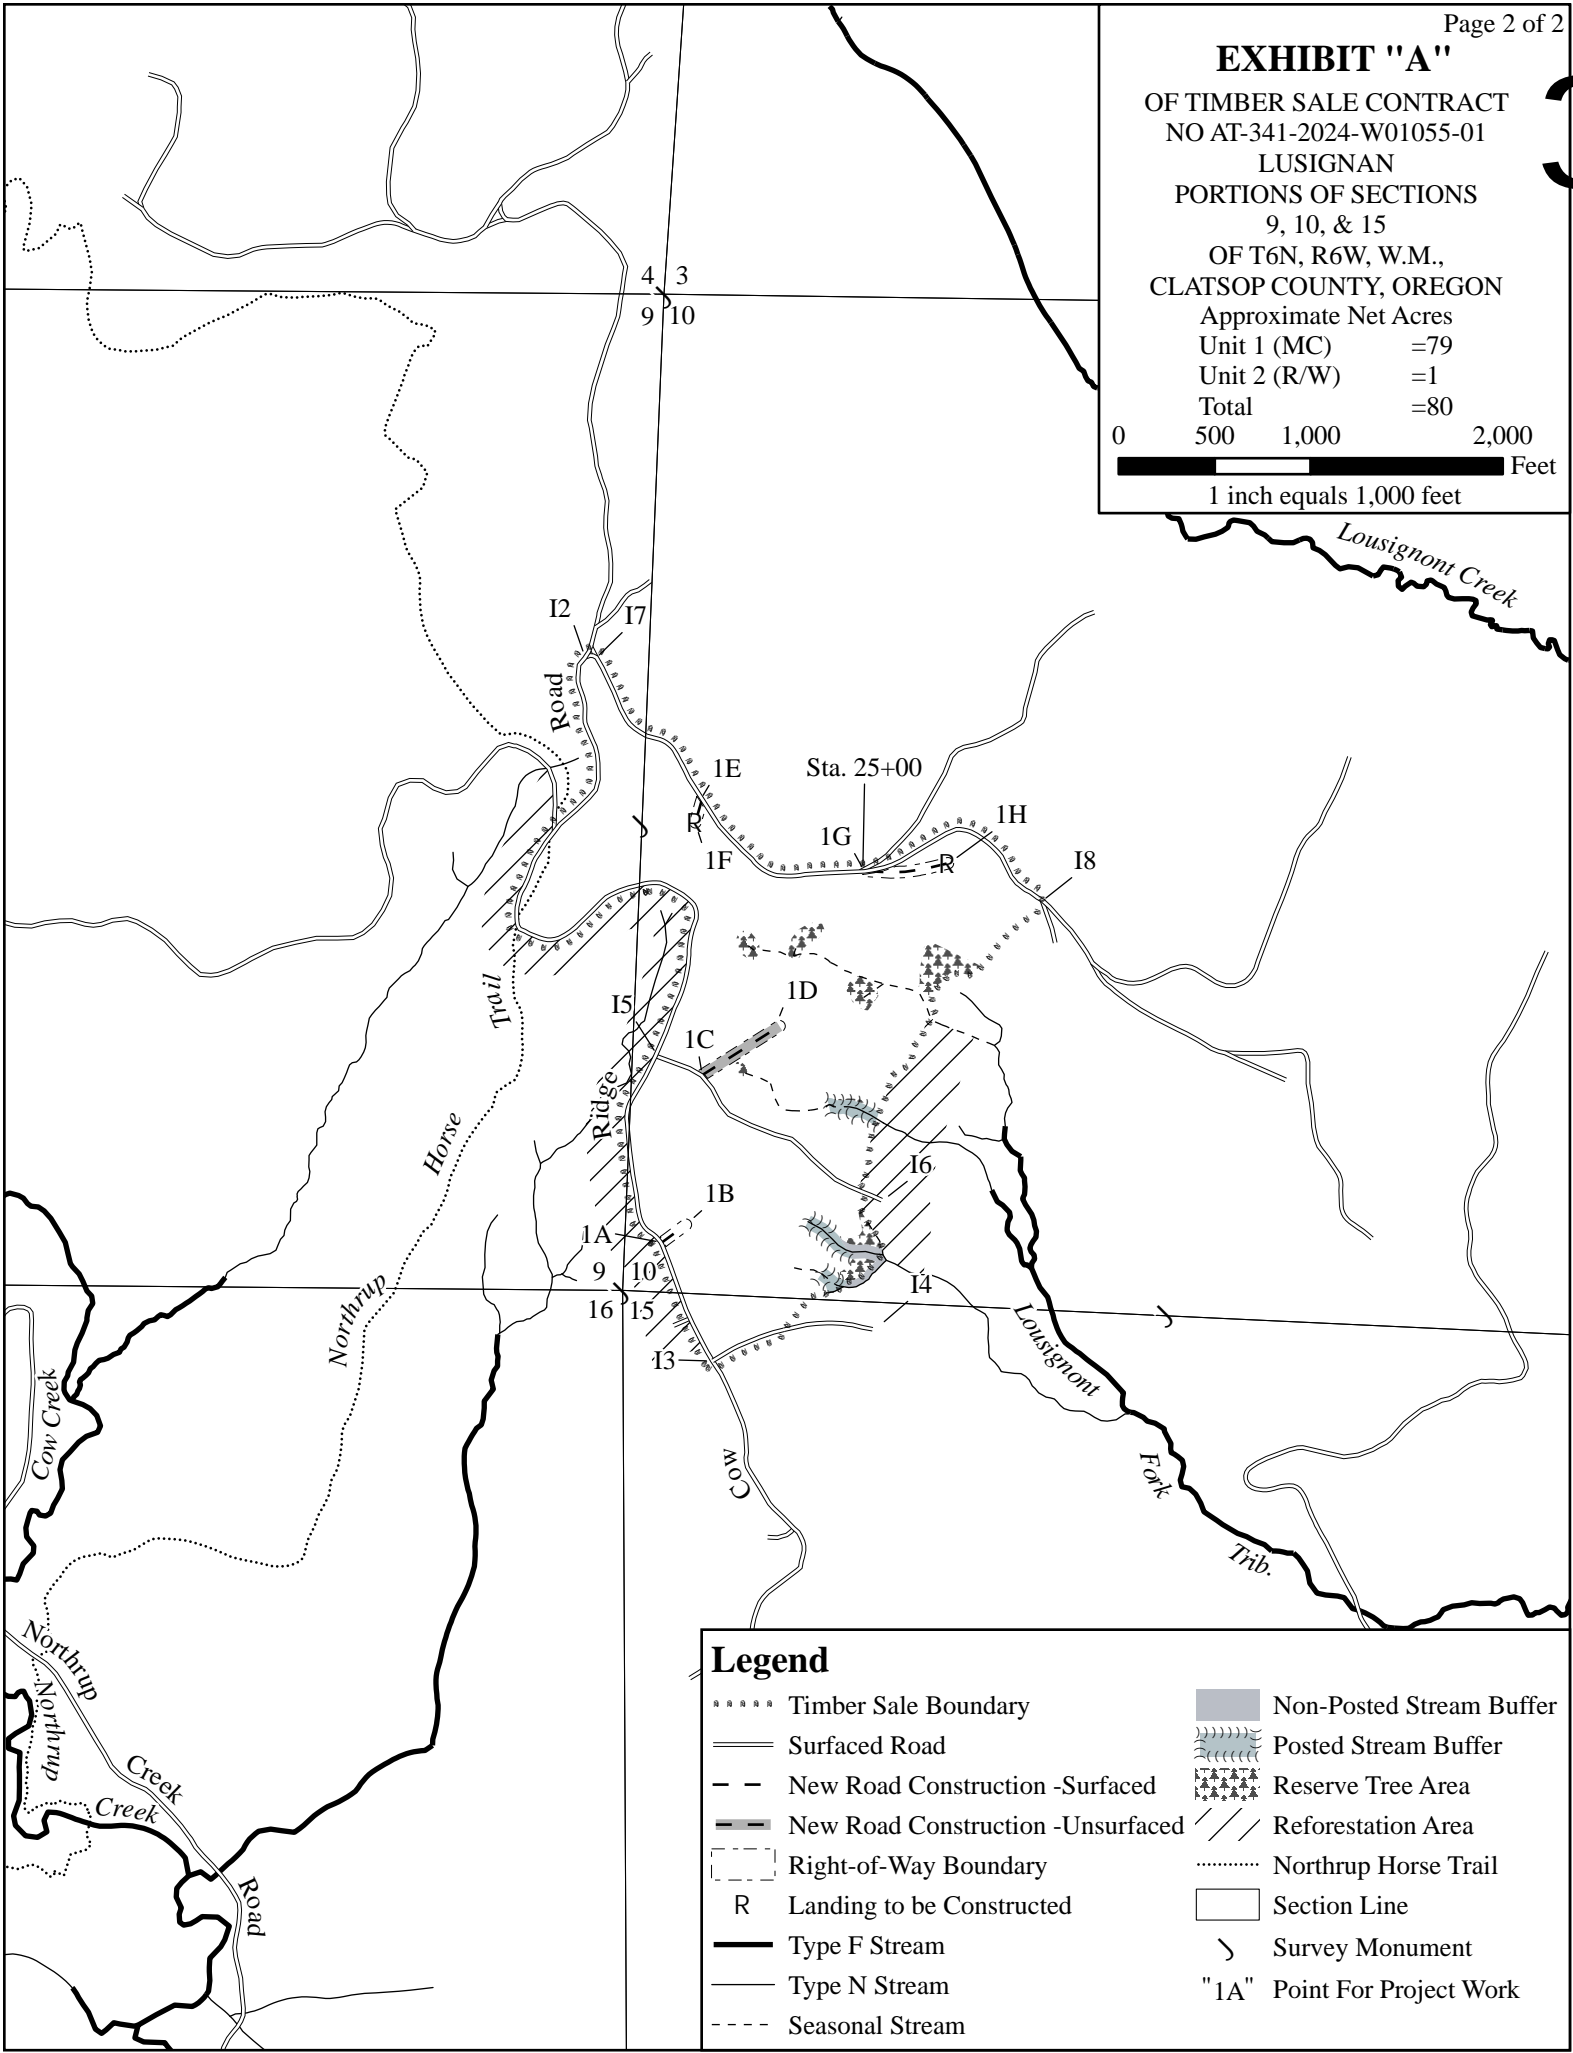 Page 2 of 2
EXHIBIT "A"
OF TIMBER SALE CONTRACT
NO AT-341-2024-W01055-01
LUSIGNAN
PORTIONS OF SECTIONS
9, 10, & 15
OF T6N, R6W, W.M.,
CLATSOP COUNTY, OREGON
Approximate Net Acres
Unit 1 (MC) =79
Unit 2 (R/W) =1
Total =80
0 500 1,000 2,000
Feet
1 inch equals 1,000 feet
4 3
9 10
Lousignont Creek
I2
I7
Road
1E
Sta. 25+00
R
1F
1G
1H
R
I8
Trail
1D
I5
1C
Ridge
Horse
I6
1B
1A
9 10
16 15
I4
Northrup
Lousignont
I3
Cow Creek
Cow
Fork
Trib.
Northrup
Northrup
Creek
Creek
Road
Legend
Timber Sale Boundary
Surfaced Road
New Road Construction -Surfaced
New Road Construction -Unsurfaced
Right-of-Way Boundary
R Landing to be Constructed
Type F Stream
Type N Stream
Seasonal Stream
Non-Posted Stream Buffer
Posted Stream Buffer
Reserve Tree Area
Reforestation Area
Northrup Horse Trail
Section Line
Survey Monument
"1A" Point For Project Work